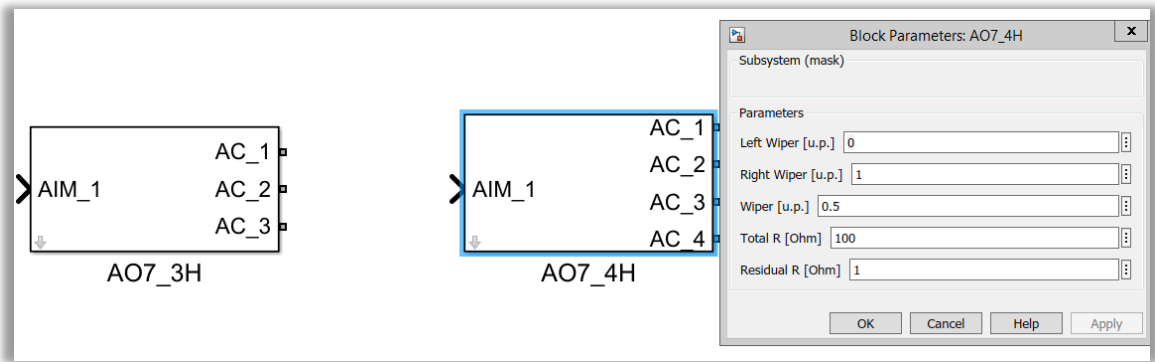 AIM_1
AC_1
AC_2
AC_3
AO7_3H
AIM_1
AC_1
AC_2
AC_3
AC_4
AO7_4H
Block Parameters: AO7_4H
x
Subsystem (mask)
Parameters
Left Wiper [u.p.] 0
Right Wiper [u.p.] 1
Wiper [u.p.] 0.5
Total R [Ohm] 100
Residual R [Ohm] 1
OK Cancel Help Apply